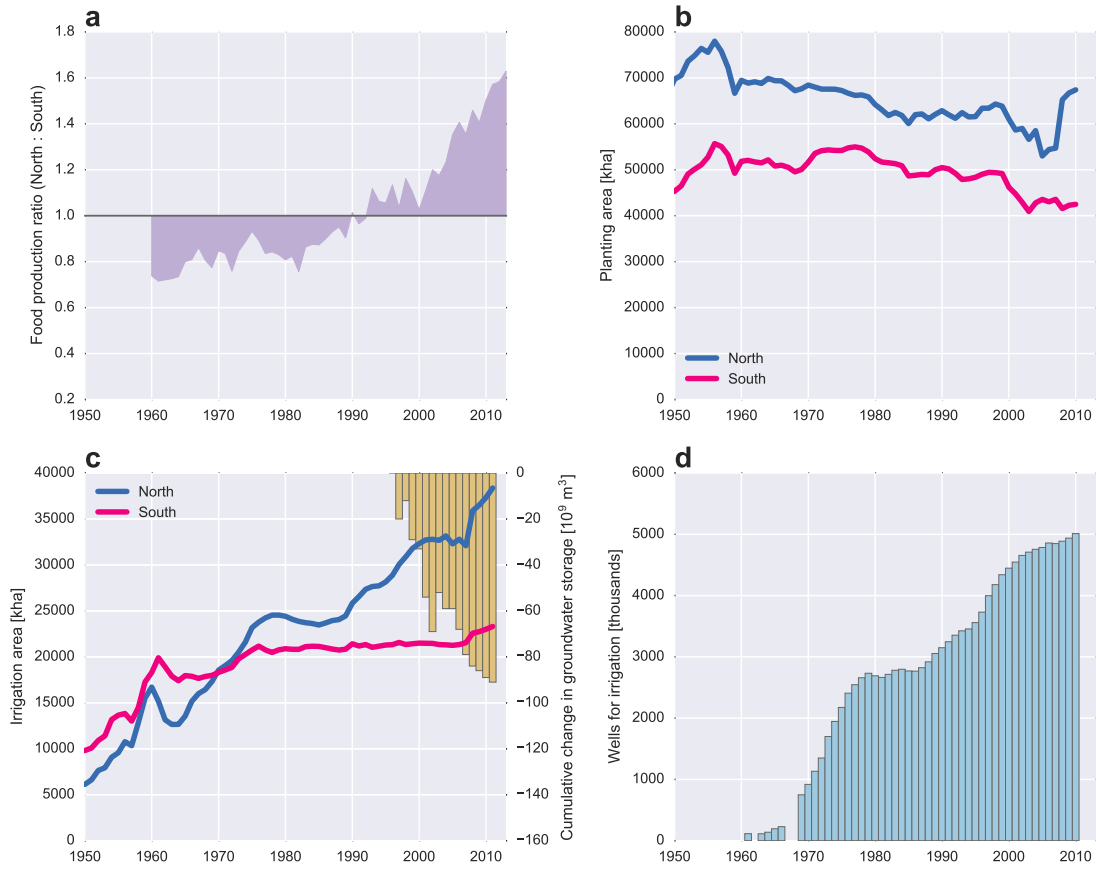 a
Food production ratio (North : South)
1.8
1.6
1.4
1.2
1.0
0.8
0.6
0.4
0.2
1950 1960 1970 1980 1990 2000 2010
b
Planting area [kha]
80000
70000
60000
50000
40000
30000
20000
10000
0
North
South
1950 1960 1970 1980 1990 2000 2010
c
Irrigation area [kha]
40000
35000
30000
25000
20000
15000
10000
5000
0
North
South
0
−20
−40
−60
−80
−100
−120
−140
−160
Cumulative change in groundwater storage [10⁹ m³]
1950 1960 1970 1980 1990 2000 2010
d
Wells for irrigation [thousands]
6000
5000
4000
3000
2000
1000
0
1950 1960 1970 1980 1990 2000 2010